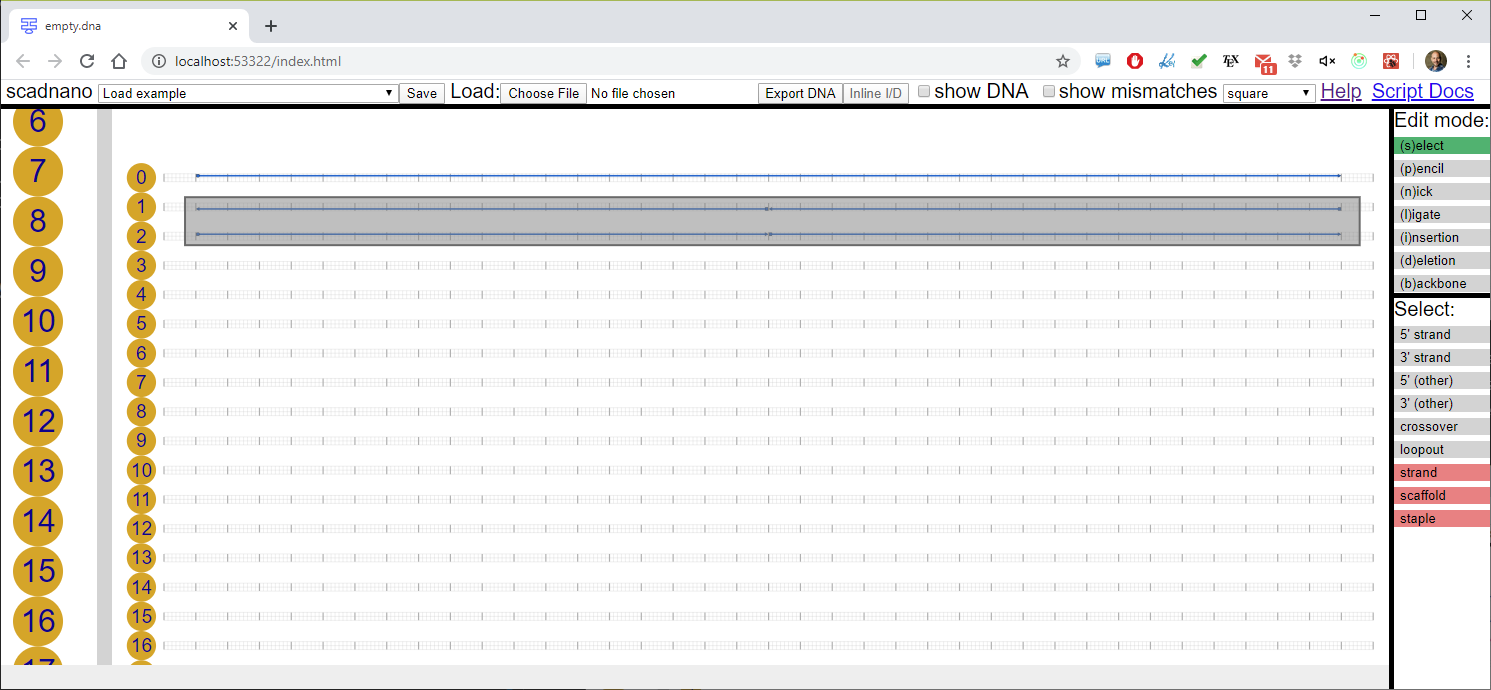 empty.dna
localhost:53322/index.html
11
scadnano Load example Save Load: Choose File No file chosen Export DNA Inline I/D show DNA show mismatches square Help Script Docs
6
7
8
9
10
11
12
13
14
15
16
17
0
1
2
3
4
5
6
7
8
9
10
11
12
13
14
15
16
Edit mode:
(s)elect
(p)encil
(n)ick
(l)igate
(i)nsertion
(d)eletion
(b)ackbone
Select:
5' strand
3' strand
5' (other)
3' (other)
crossover
loopout
strand
scaffold
staple